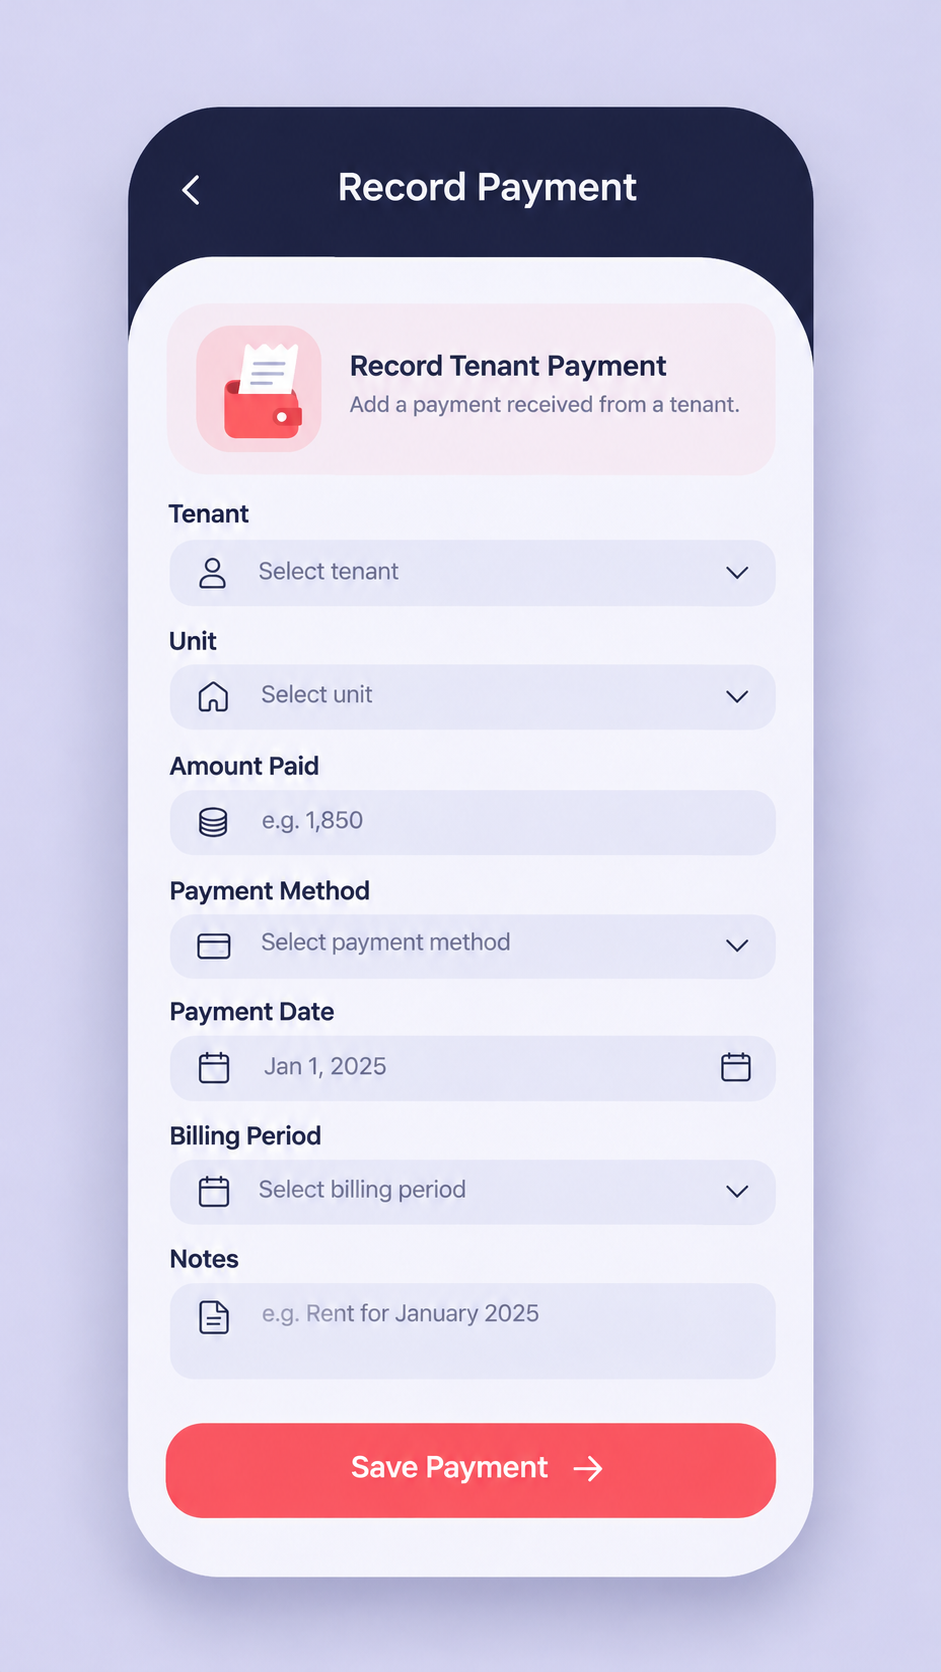 Record Payment
Record Tenant Payment
Add a payment received from a tenant.
Tenant
Select tenant
Unit
Select unit
Amount Paid
e.g. 1,850
Payment Method
Select payment method
Payment Date
Jan 1, 2025
Billing Period
Select billing period
Notes
e.g. Rent for January 2025
Save Payment